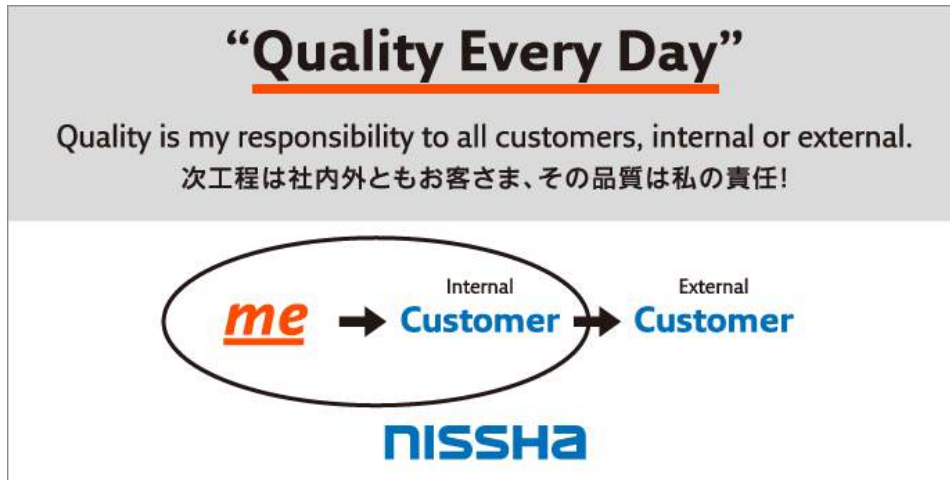 “Quality Every Day”
Quality is my responsibility to all customers, internal or external.
次工程は社内外ともお客さま、その品質は私の責任!
Internal
External
me → Customer → Customer
nissha